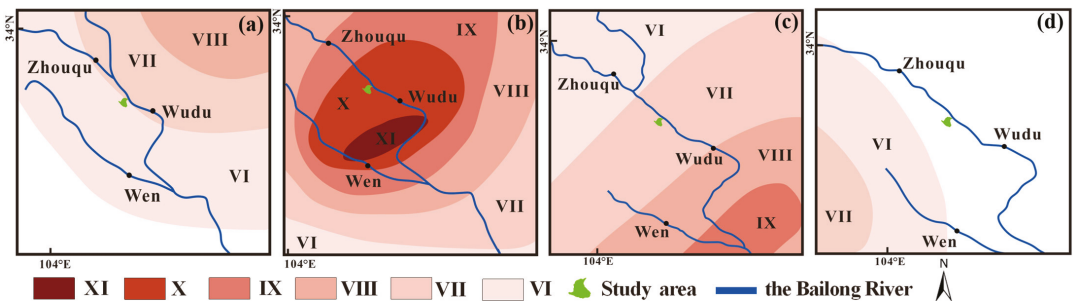 (a)
34°N
VIII
VII
Zhouqu
Wudu
VI
Wen
104°E
(b)
34°N
IX
Zhouqu
VIII
X
Wudu
XI
Wen
VII
VI
104°E
(c)
34°N
VI
Zhouqu
VII
Wudu
VIII
Wen
IX
104°E
(d)
34°N
Zhouqu
Wudu
VI
VII
Wen
104°E
N
XI X IX VIII VII VI Study area the Bailong River